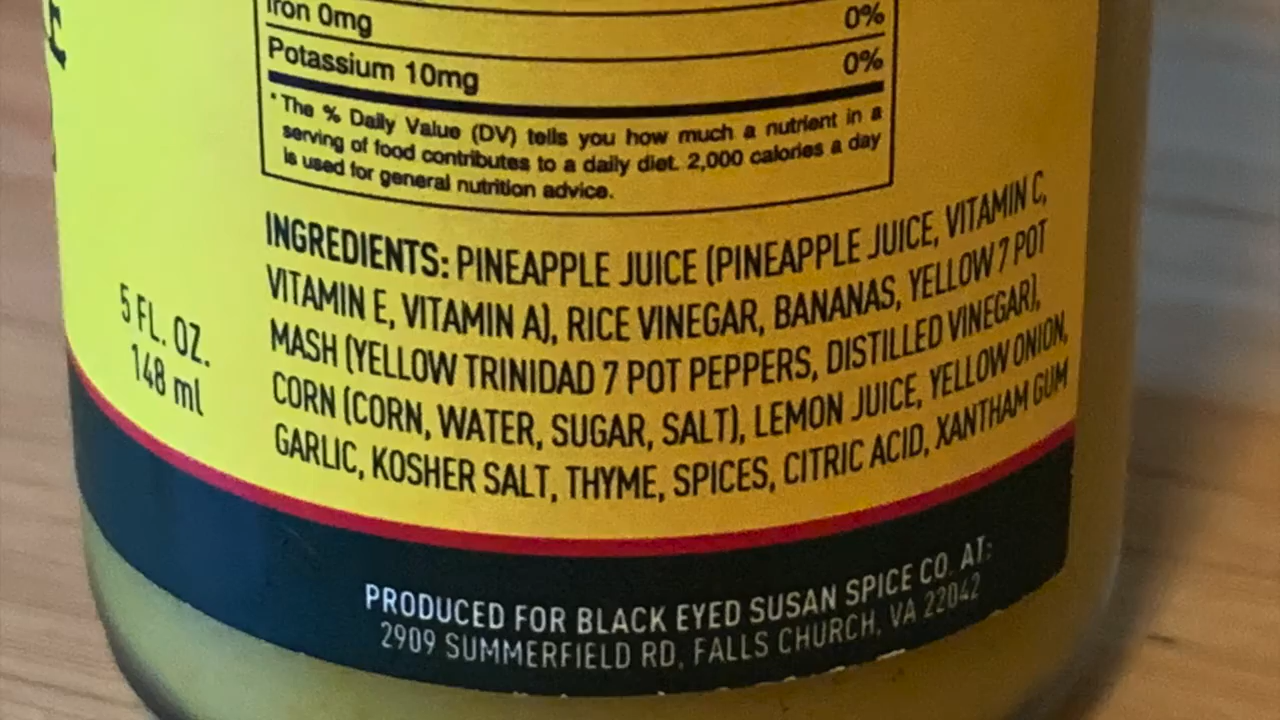 Iron 0mg 0%
Potassium 10mg 0%
* The % Daily Value (DV) tells you how much a nutrient in a
serving of food contributes to a daily diet. 2,000 calories a day
is used for general nutrition advice.
INGREDIENTS: PINEAPPLE JUICE (PINEAPPLE JUICE, VITAMIN C,
VITAMIN E, VITAMIN A), RICE VINEGAR, BANANAS, YELLOW 7 POT
MASH (YELLOW TRINIDAD 7 POT PEPPERS, DISTILLED VINEGAR),
CORN (CORN, WATER, SUGAR, SALT), LEMON JUICE, YELLOW ONION,
GARLIC, KOSHER SALT, THYME, SPICES, CITRIC ACID, XANTHAM GUM
5 FL. OZ.
148 ml
PRODUCED FOR BLACK EYED SUSAN SPICE CO. AT:
2909 SUMMERFIELD RD, FALLS CHURCH, VA 22042